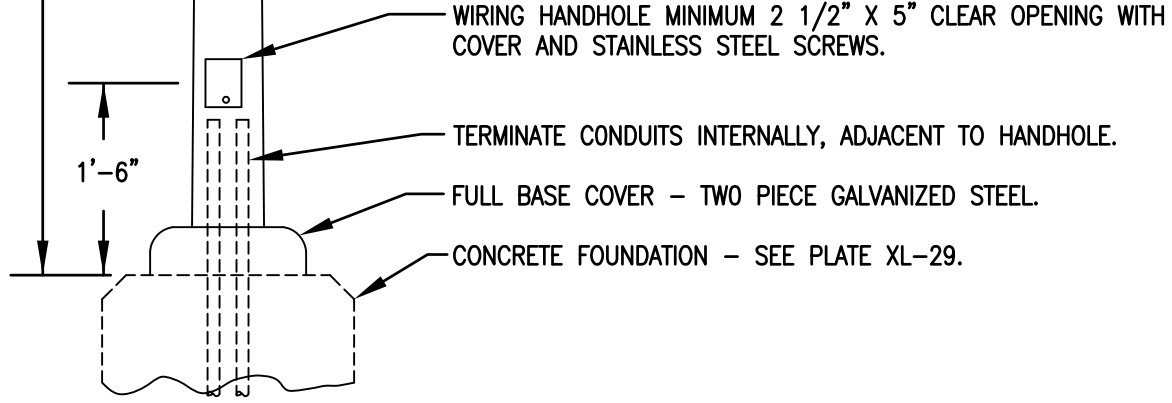 WIRING HANDHOLE MINIMUM 2 1/2" X 5" CLEAR OPENING WITH
COVER AND STAINLESS STEEL SCREWS.
TERMINATE CONDUITS INTERNALLY, ADJACENT TO HANDHOLE.
1'-6"
FULL BASE COVER – TWO PIECE GALVANIZED STEEL.
CONCRETE FOUNDATION – SEE PLATE XL-29.